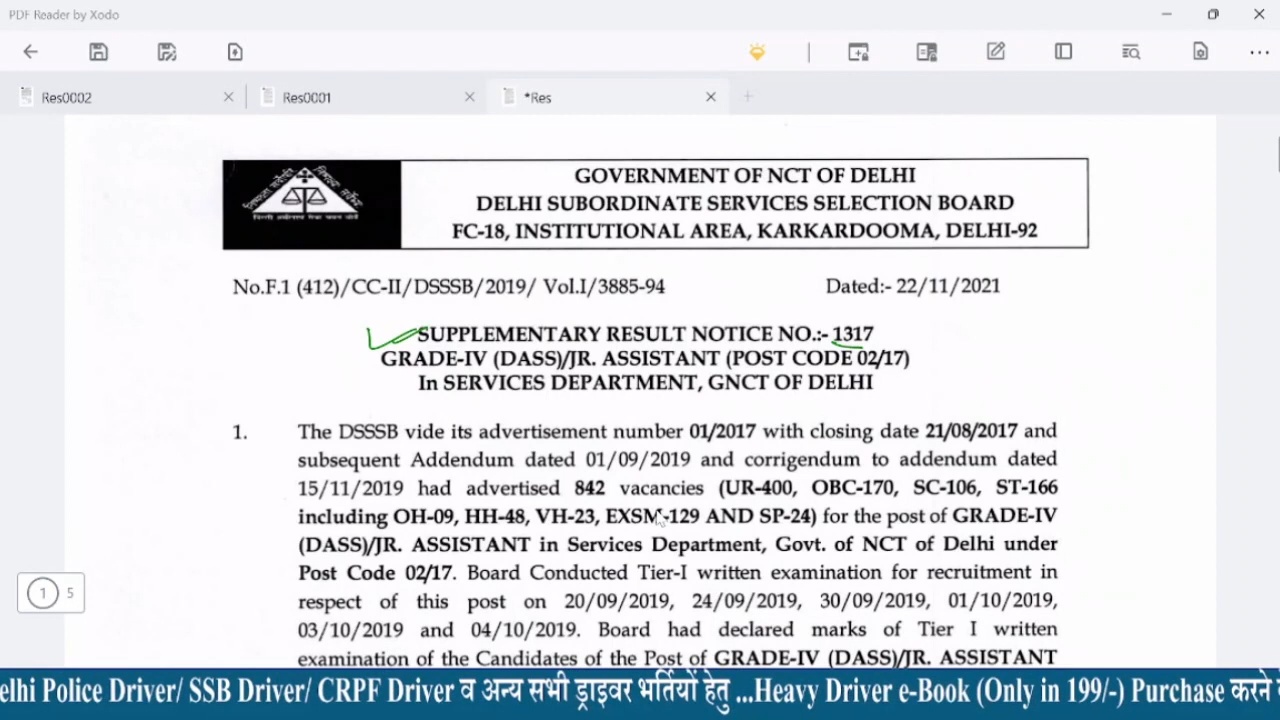 PDF Reader by Xodo
Res0002
Res0001
*Res
GOVERNMENT OF NCT OF DELHI
DELHI SUBORDINATE SERVICES SELECTION BOARD
FC-18, INSTITUTIONAL AREA, KARKARDOOMA, DELHI-92
No.F.1 (412)/CC-II/DSSSB/2019/ Vol.I/3885-94 Dated:- 22/11/2021
SUPPLEMENTARY RESULT NOTICE NO.:- 1317
GRADE-IV (DASS)/JR. ASSISTANT (POST CODE 02/17)
In SERVICES DEPARTMENT, GNCT OF DELHI
1. The DSSSB vide its advertisement number 01/2017 with closing date 21/08/2017 and
subsequent Addendum dated 01/09/2019 and corrigendum to addendum dated
15/11/2019 had advertised 842 vacancies (UR-400, OBC-170, SC-106, ST-166
including OH-09, HH-48, VH-23, EXSM-129 AND SP-24) for the post of GRADE-IV
(DASS)/JR. ASSISTANT in Services Department, Govt. of NCT of Delhi under
Post Code 02/17. Board Conducted Tier-I written examination for recruitment in
respect of this post on 20/09/2019, 24/09/2019, 30/09/2019, 01/10/2019,
03/10/2019 and 04/10/2019. Board had declared marks of Tier I written
examination of the Candidates of the Post of GRADE-IV (DASS)/JR. ASSISTANT
1 5
elhi Police Driver/ SSB Driver/ CRPF Driver व अन्य सभी ड्राइवर भर्तियों हेतु ...Heavy Driver e-Book (Only in 199/-) Purchase करने